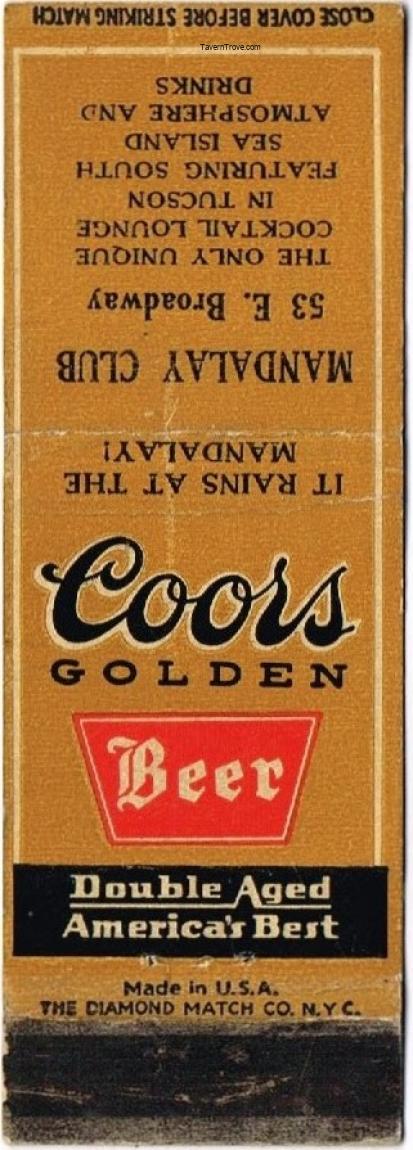 CLOSE COVER BEFORE STRIKING MATCH
TavernTrove.com
IT RAINS AT THE
MANDALAY!
MANDALAY CLUB
53 E. Broadway
THE ONLY UNIQUE
COCKTAIL LOUNGE
IN TUCSON
FEATURING SOUTH
SEA ISLAND
ATMOSPHERE AND
DRINKS
Coors
GOLDEN
Beer
Double Aged
America's Best
Made in U.S.A.
THE DIAMOND MATCH CO. N.Y C.